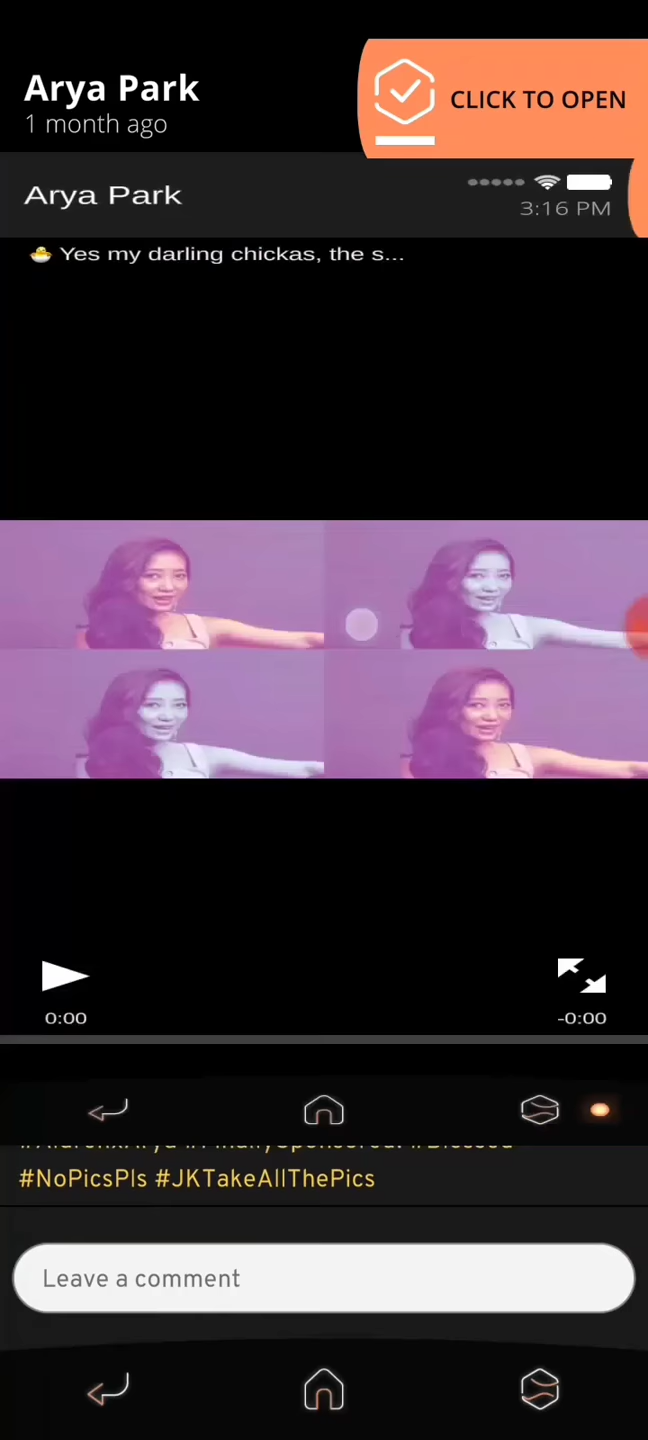 Arya Park
1 month ago
CLICK TO OPEN
Arya Park
3:16 PM
🐣 Yes my darling chickas, the s...
0:00
-0:00
#NoPicsPls #JKTakeAllThePics
Leave a comment